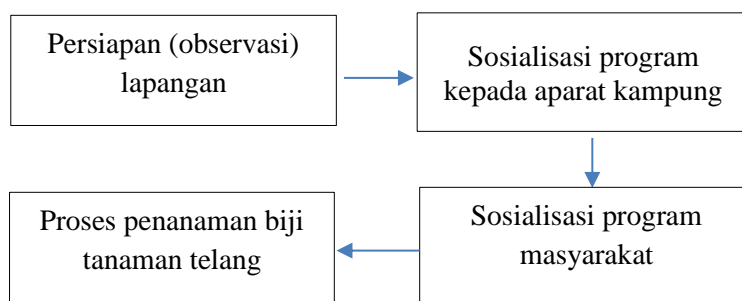 Persiapan (observasi)
lapangan
Sosialisasi program
kepada aparat kampung
Sosialisasi program
masyarakat
Proses penanaman biji
tanaman telang